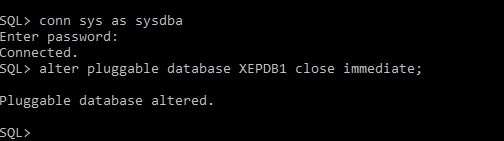 SQL> conn sys as sysdba
Enter password:
Connected.
SQL> alter pluggable database XEPDB1 close immediate;
Pluggable database altered.
SQL>